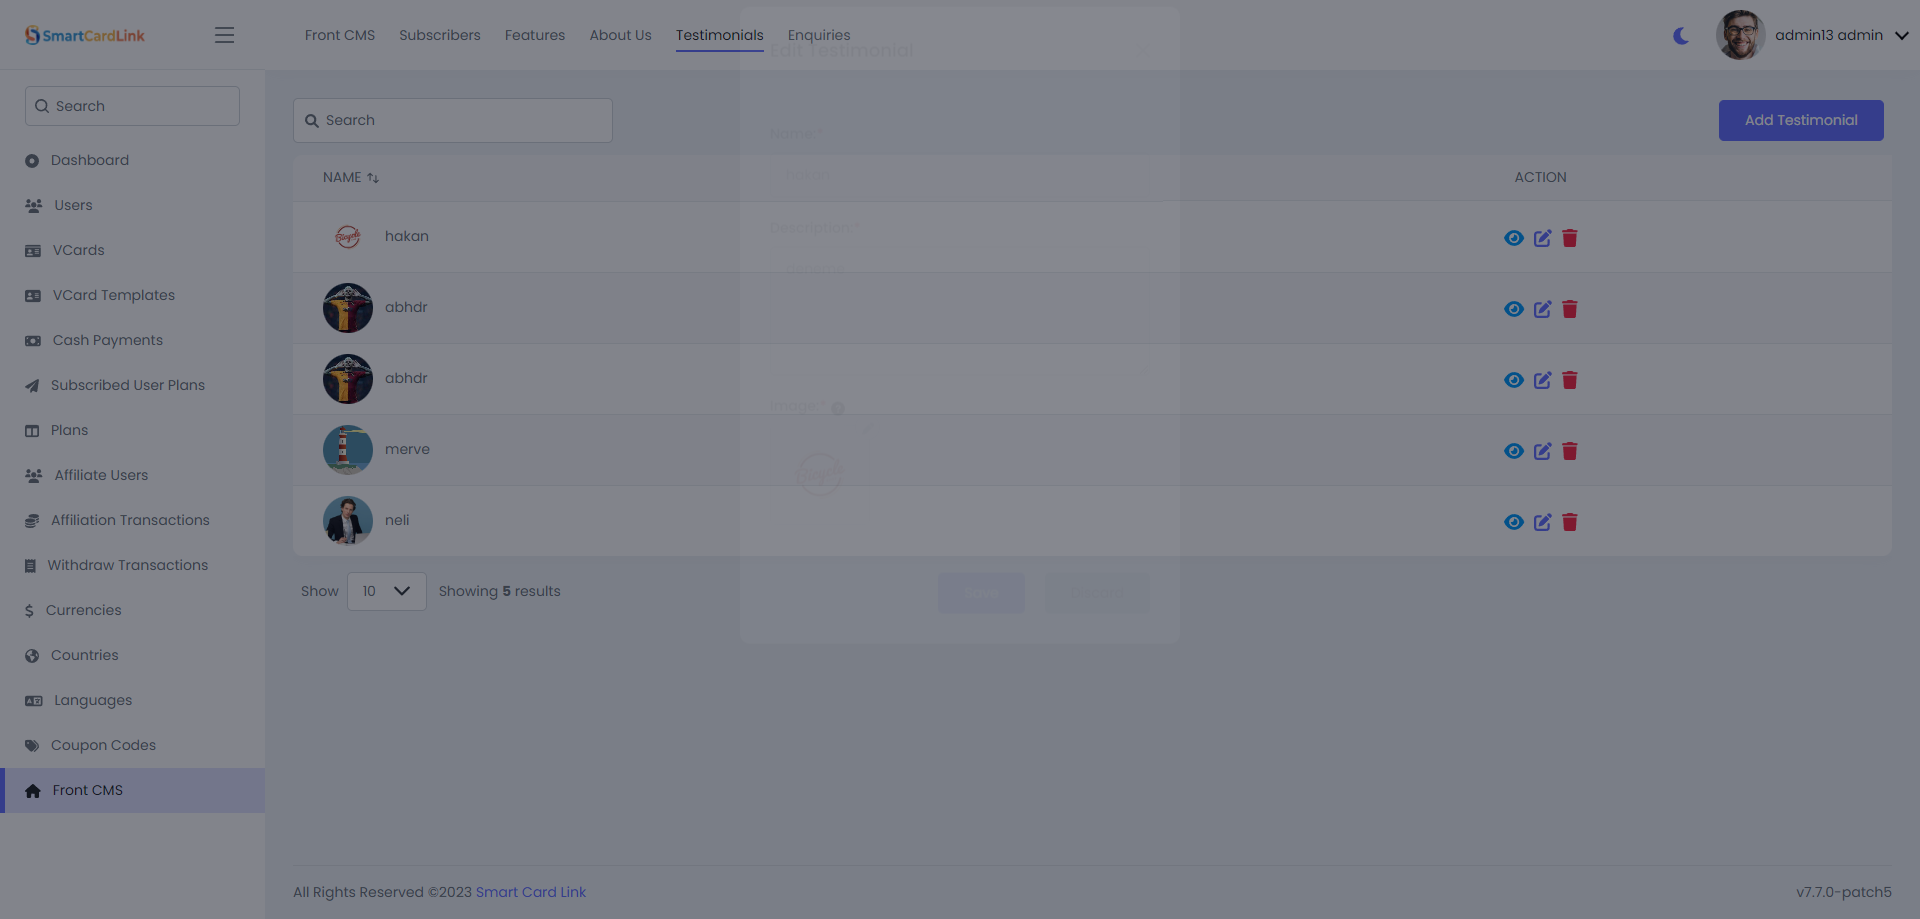 SmartCardLink
Front CMS Subscribers Features About Us Testimonials Enquiries
admin13 admin
Search
Dashboard
Users
VCards
VCard Templates
Cash Payments
Subscribed User Plans
Plans
Affiliate Users
Affiliation Transactions
Withdraw Transactions
Currencies
Countries
Languages
Coupon Codes
Front CMS
Search
Add Testimonial
NAME ACTION
hakan
abhdr
abhdr
merve
neli
Show 10 Showing 5 results
Edit Testimonial
Name:*
Description:*
Image:*
Save Discard
All Rights Reserved ©2023 Smart Card Link
v7.7.0-patch5